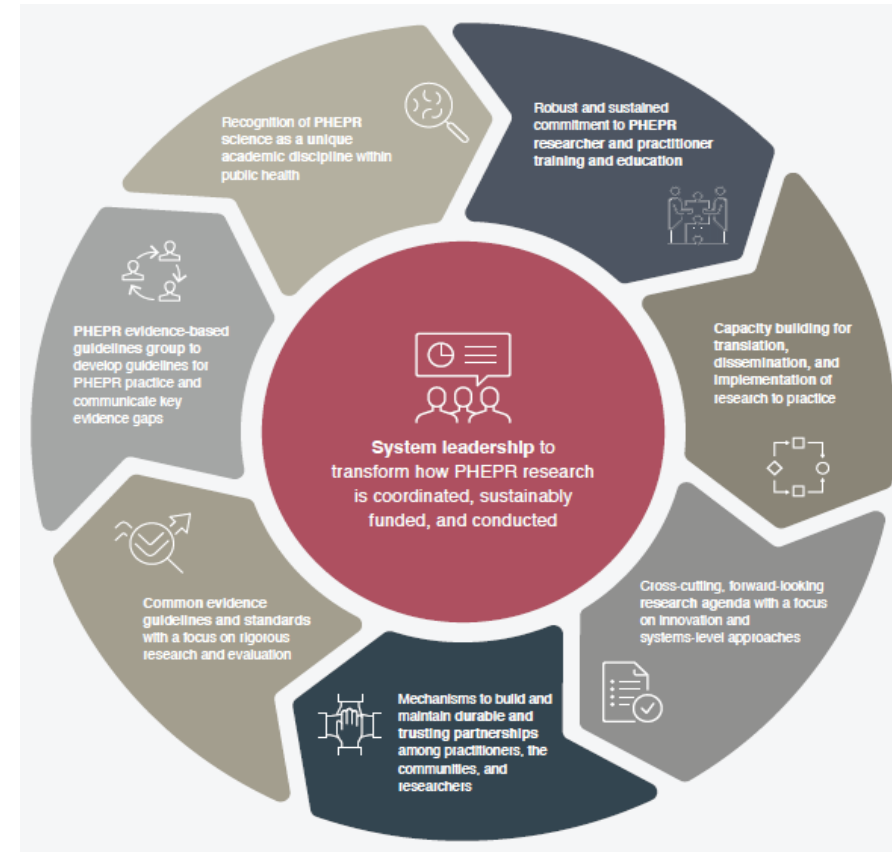 Recognition of PHEPR
science as a unique
academic discipline within
public health
Robust and sustained
commitment to PHEPR
researcher and practitioner
training and education
Capacity building for
translation,
dissemination, and
implementation of
research to practice
Cross-cutting, forward-looking
research agenda with a focus
on innovation and
systems-level approaches
Mechanisms to build and
maintain durable and
trusting partnerships
among practitioners, the
communities, and
researchers
Common evidence
guidelines and standards
with a focus on rigorous
research and evaluation
PHEPR evidence-based
guidelines group to
develop guidelines for
PHEPR practice and
communicate key
evidence gaps
System leadership to
transform how PHEPR research
is coordinated, sustainably
funded, and conducted